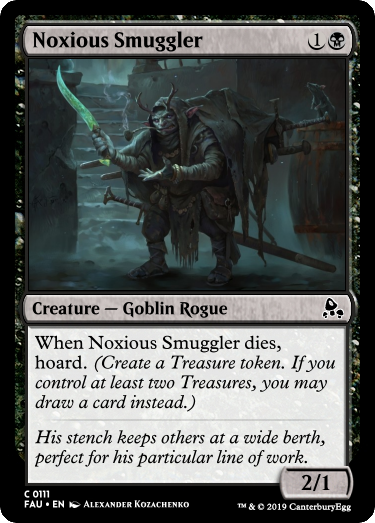 Noxious Smuggler 1
Creature — Goblin Rogue
When Noxious Smuggler dies,
hoard. (Create a Treasure token. If you
control at least two Treasures, you may
draw a card instead.)
His stench keeps others at a wide berth,
perfect for his particular line of work.
2/1
C 0111
FAU • EN Alexander Kozachenko
™ & © 2019 CanterburyEgg